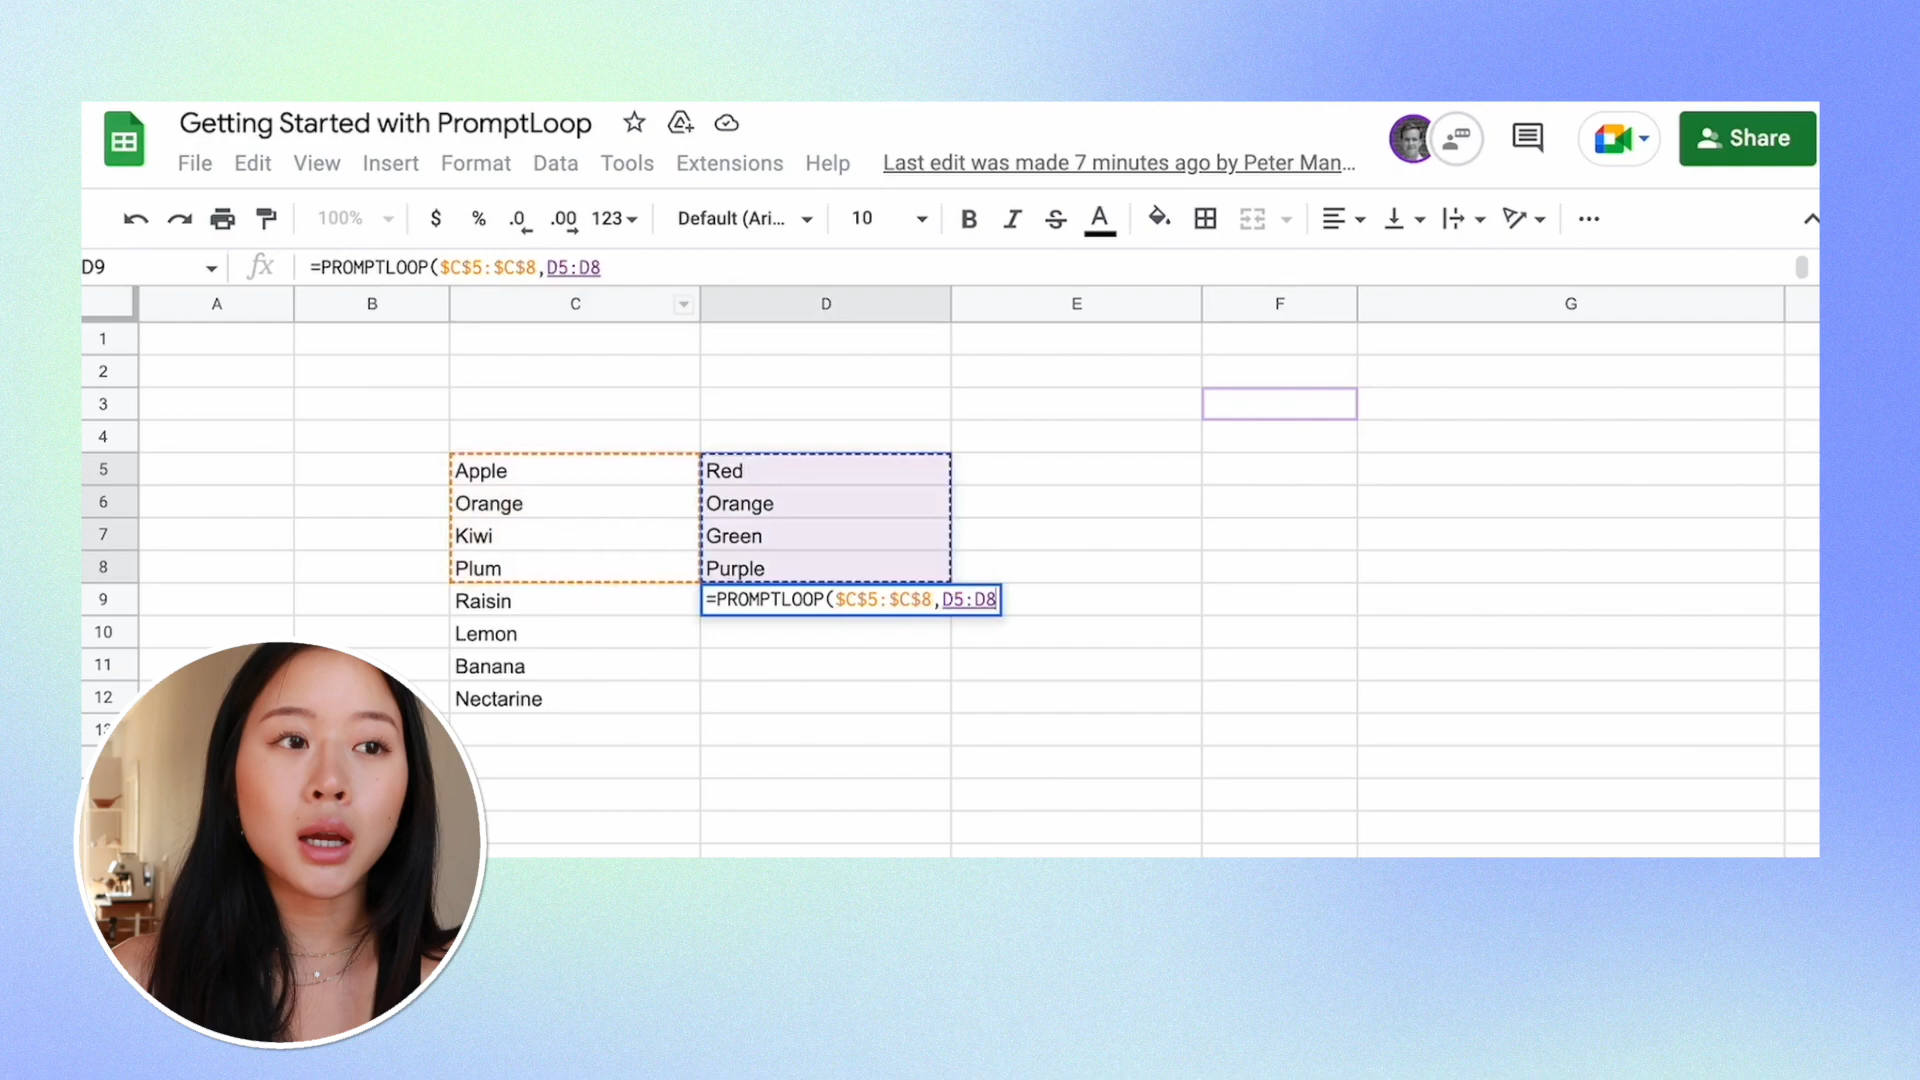 Getting Started with PromptLoop
File Edit View Insert Format Data Tools Extensions Help Last edit was made 7 minutes ago by Peter Man...
Share
100% $ % .0 .00 123 Default (Ari... 10 B I S A
D9 fx =PROMPTLOOP($C$5:$C$8,D5:D8
A B C D E F G
1
2
3
4
5 Apple Red
6 Orange Orange
7 Kiwi Green
8 Plum Purple
9 Raisin =PROMPTLOOP($C$5:$C$8,D5:D8
10 Lemon
11 Banana
12 Nectarine